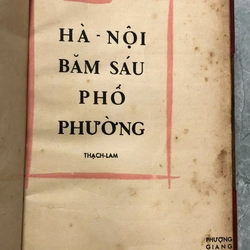 HÀ - NỘI
BĂM SÁU
PHỐ
PHƯỜNG
THẠCH-LAM
PHƯỢNG
GIANG